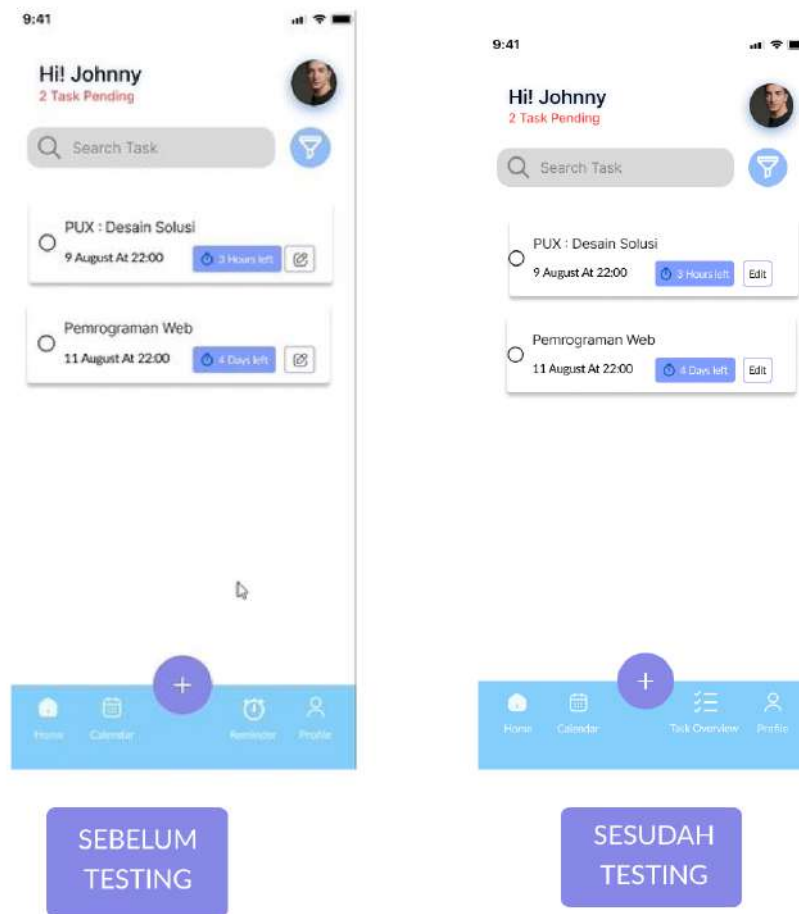 9:41
Hi! Johnny
2 Task Pending
Search Task
PUX : Desain Solusi
9 August At 22:00
3 Hours left
Pemrograman Web
11 August At 22:00
4 Days left
+
Home
Calendar
Reminder
Profile
SEBELUM
TESTING
9:41
Hi! Johnny
2 Task Pending
Search Task
PUX : Desain Solusi
9 August At 22:00
3 Hours left
Edit
Pemrograman Web
11 August At 22:00
4 Days left
Edit
+
Home
Calendar
Task Overview
Profile
SESUDAH
TESTING